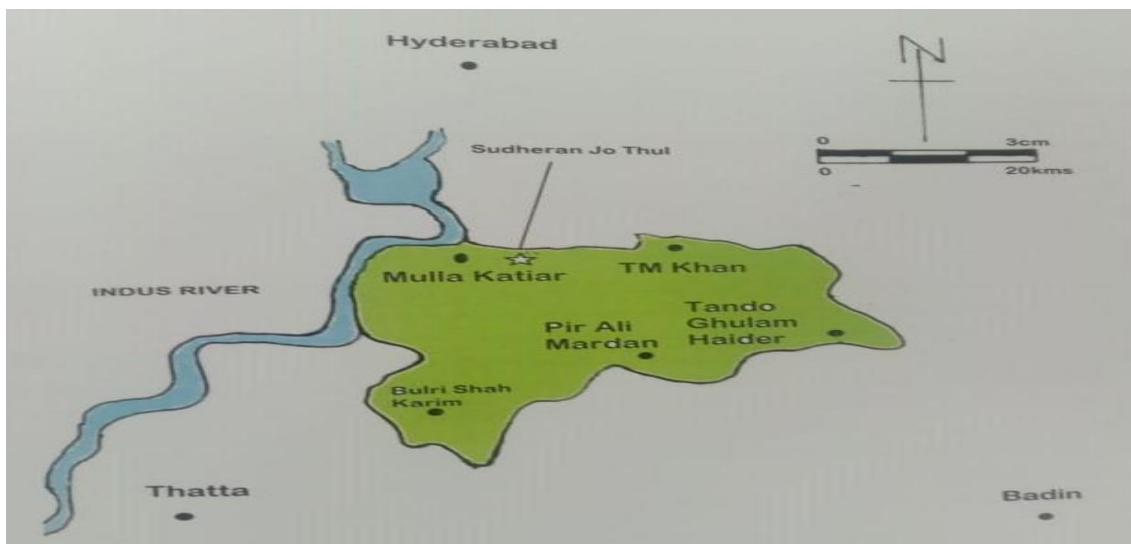 Hyderabad
N
Sudheran Jo Thul
0 3cm
0 20kms
Mulla Katiar
TM Khan
INDUS RIVER
Pir Ali
Mardan
Tando
Ghulam
Haider
Bulri Shah
Karim
Thatta
Badin